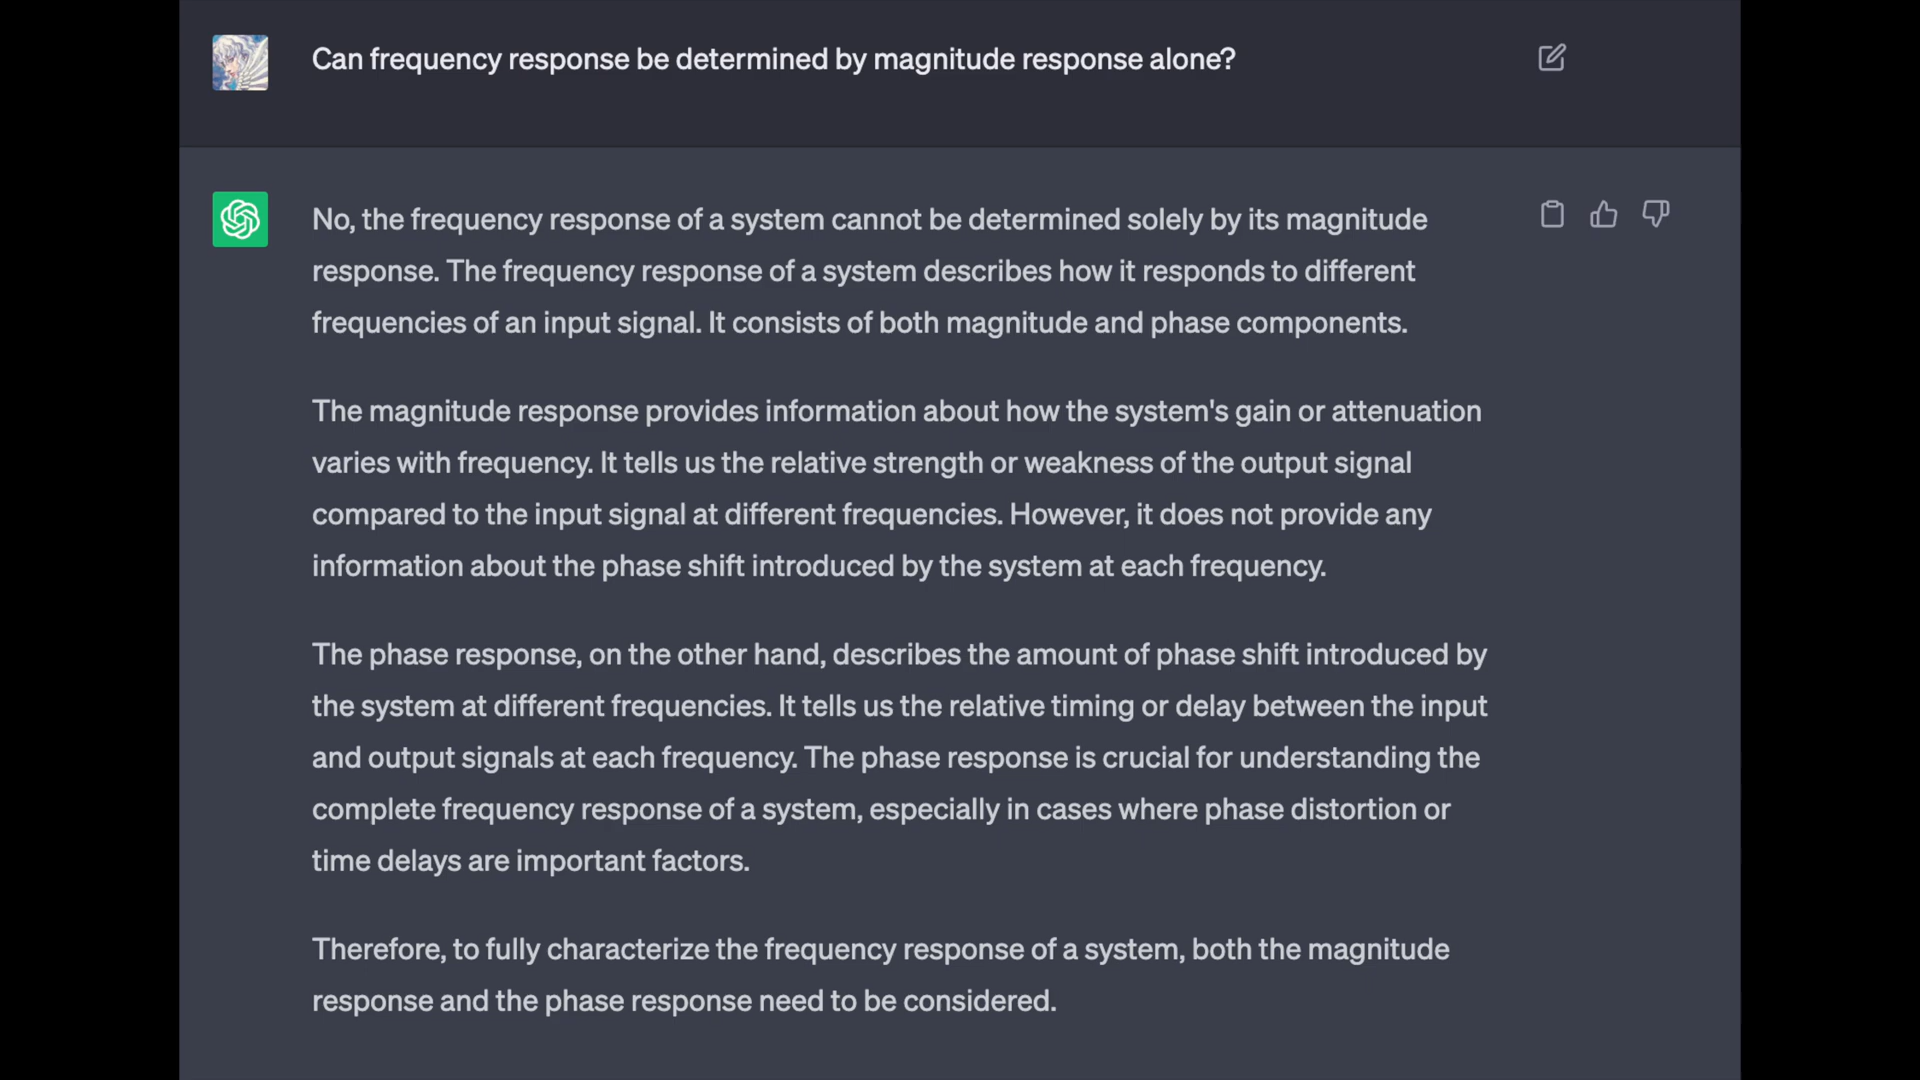 Can frequency response be determined by magnitude response alone?
No, the frequency response of a system cannot be determined solely by its magnitude
response. The frequency response of a system describes how it responds to different
frequencies of an input signal. It consists of both magnitude and phase components.
The magnitude response provides information about how the system's gain or attenuation
varies with frequency. It tells us the relative strength or weakness of the output signal
compared to the input signal at different frequencies. However, it does not provide any
information about the phase shift introduced by the system at each frequency.
The phase response, on the other hand, describes the amount of phase shift introduced by
the system at different frequencies. It tells us the relative timing or delay between the input
and output signals at each frequency. The phase response is crucial for understanding the
complete frequency response of a system, especially in cases where phase distortion or
time delays are important factors.
Therefore, to fully characterize the frequency response of a system, both the magnitude
response and the phase response need to be considered.